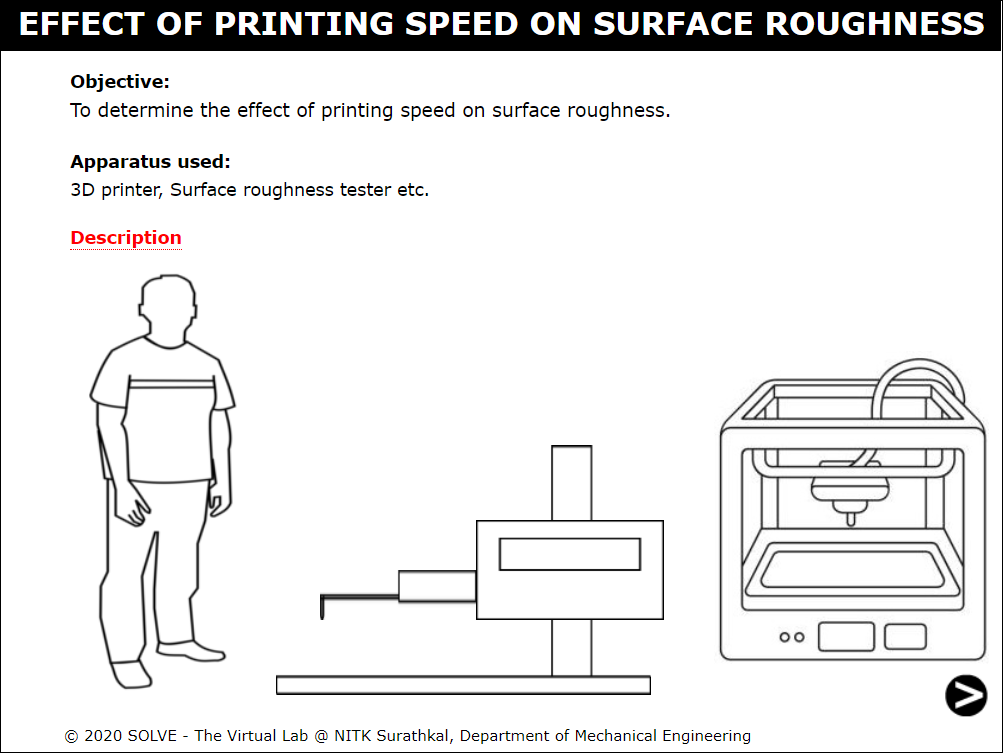 EFFECT OF PRINTING SPEED ON SURFACE ROUGHNESS
Objective:
To determine the effect of printing speed on surface roughness.
Apparatus used:
3D printer, Surface roughness tester etc.
Description
© 2020 SOLVE - The Virtual Lab @ NITK Surathkal, Department of Mechanical Engineering